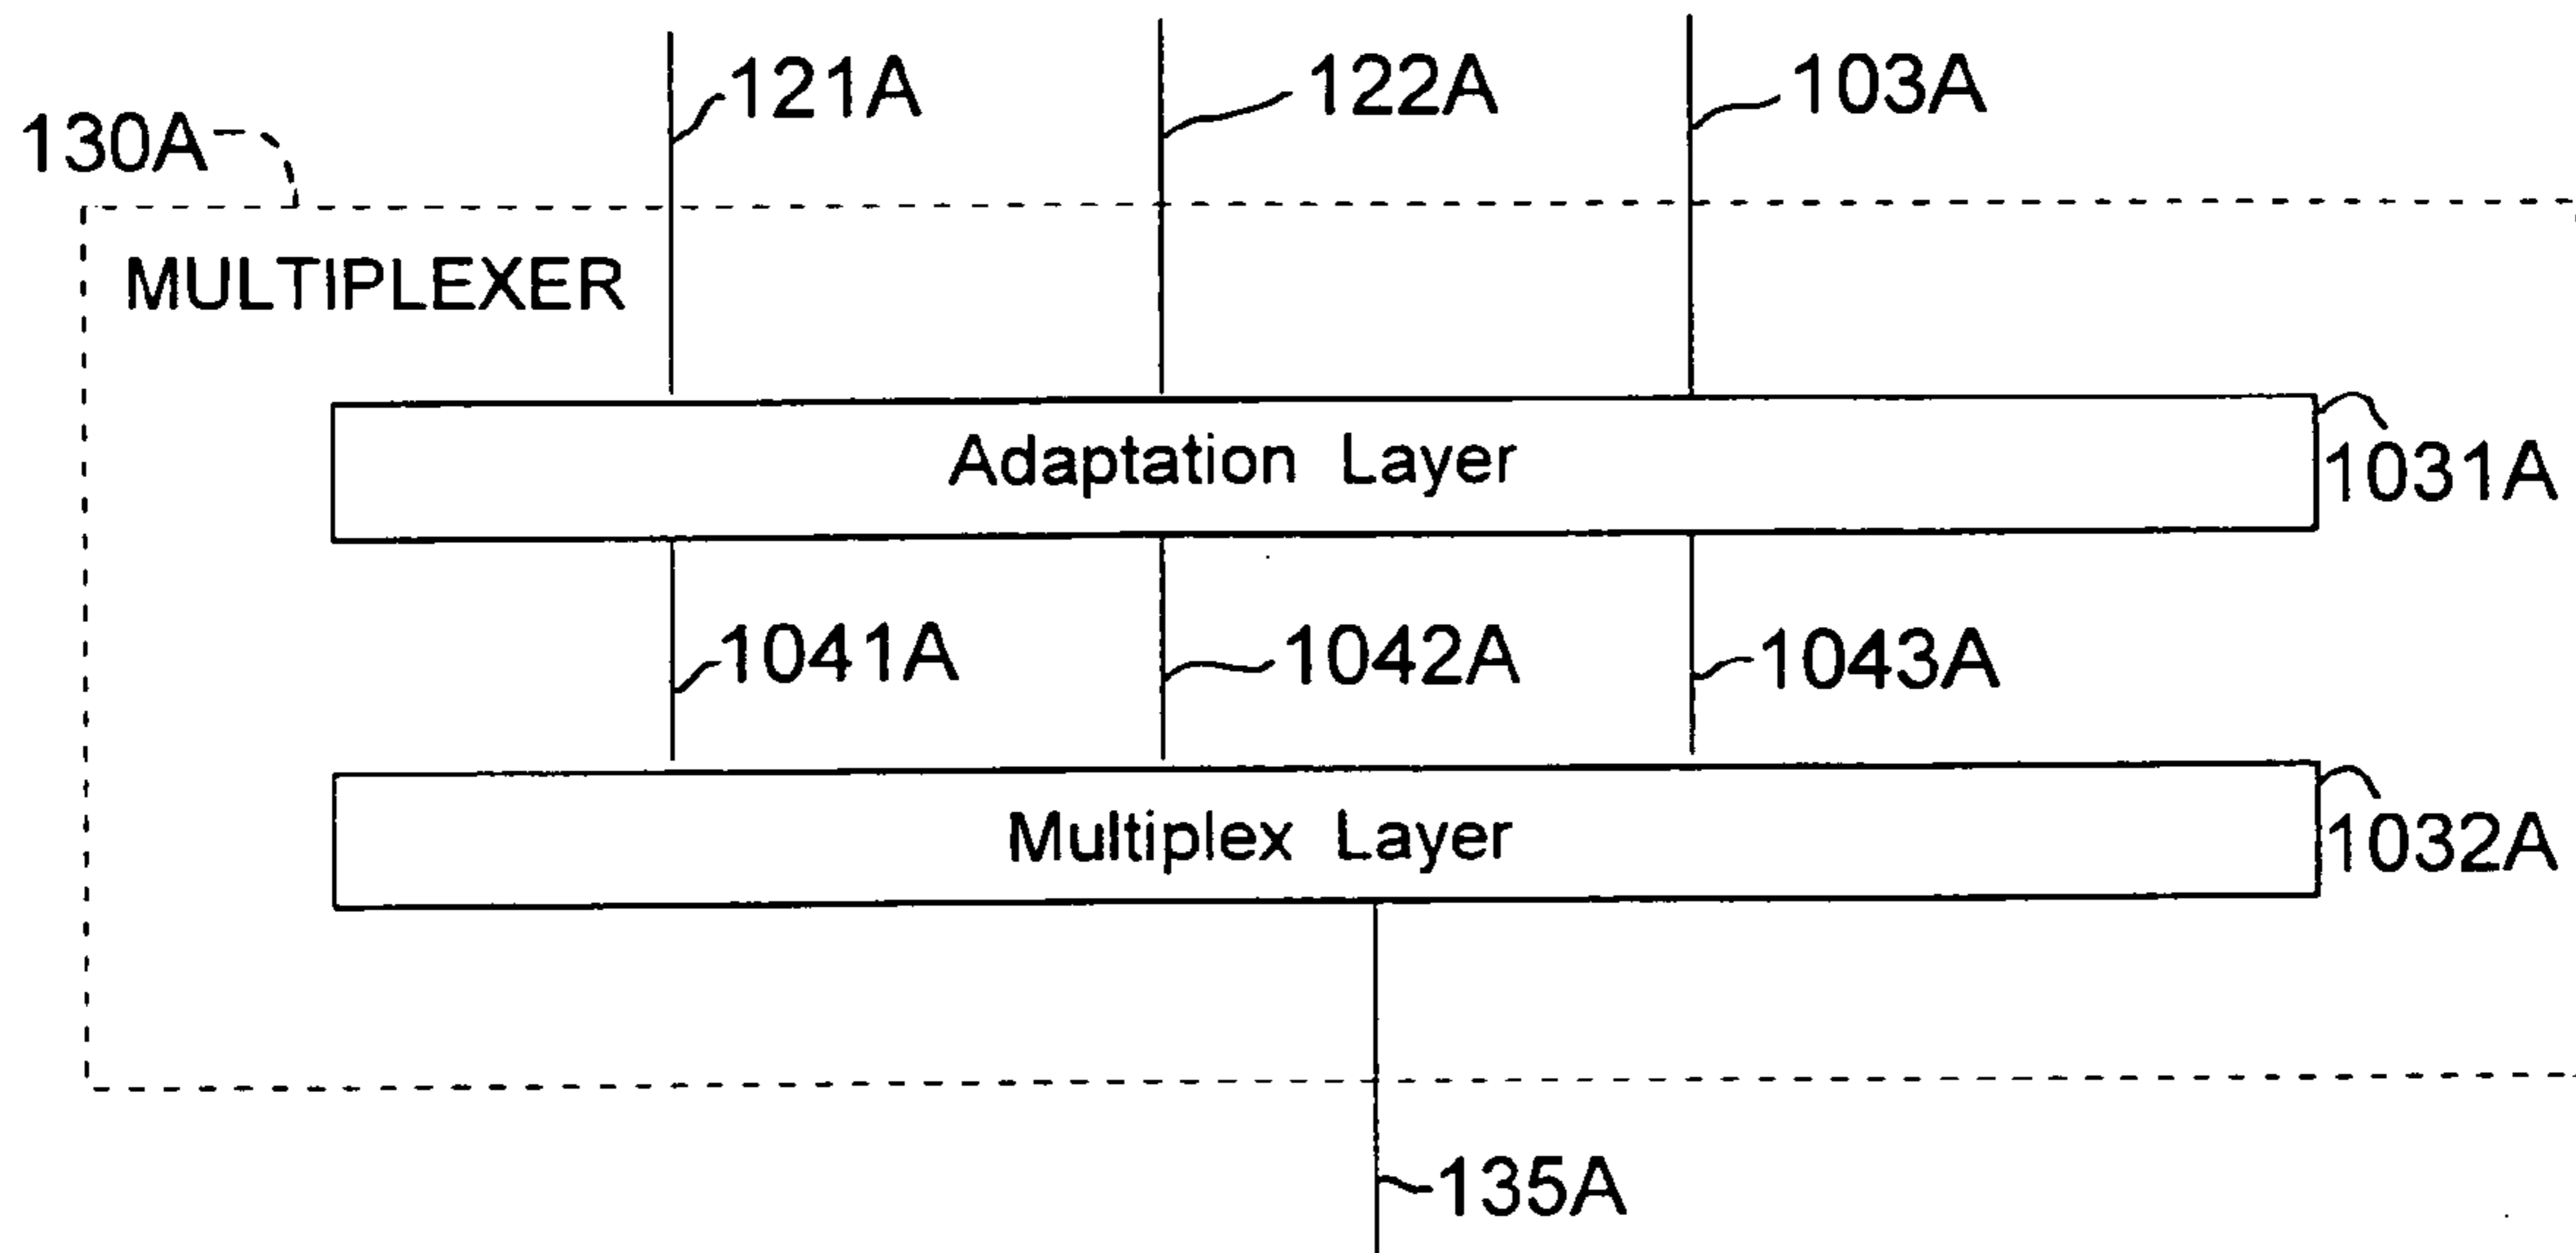 121A
122A
103A
130A
MULTIPLEXER
Adaptation Layer
1031A
1041A
1042A
1043A
Multiplex Layer
1032A
135A